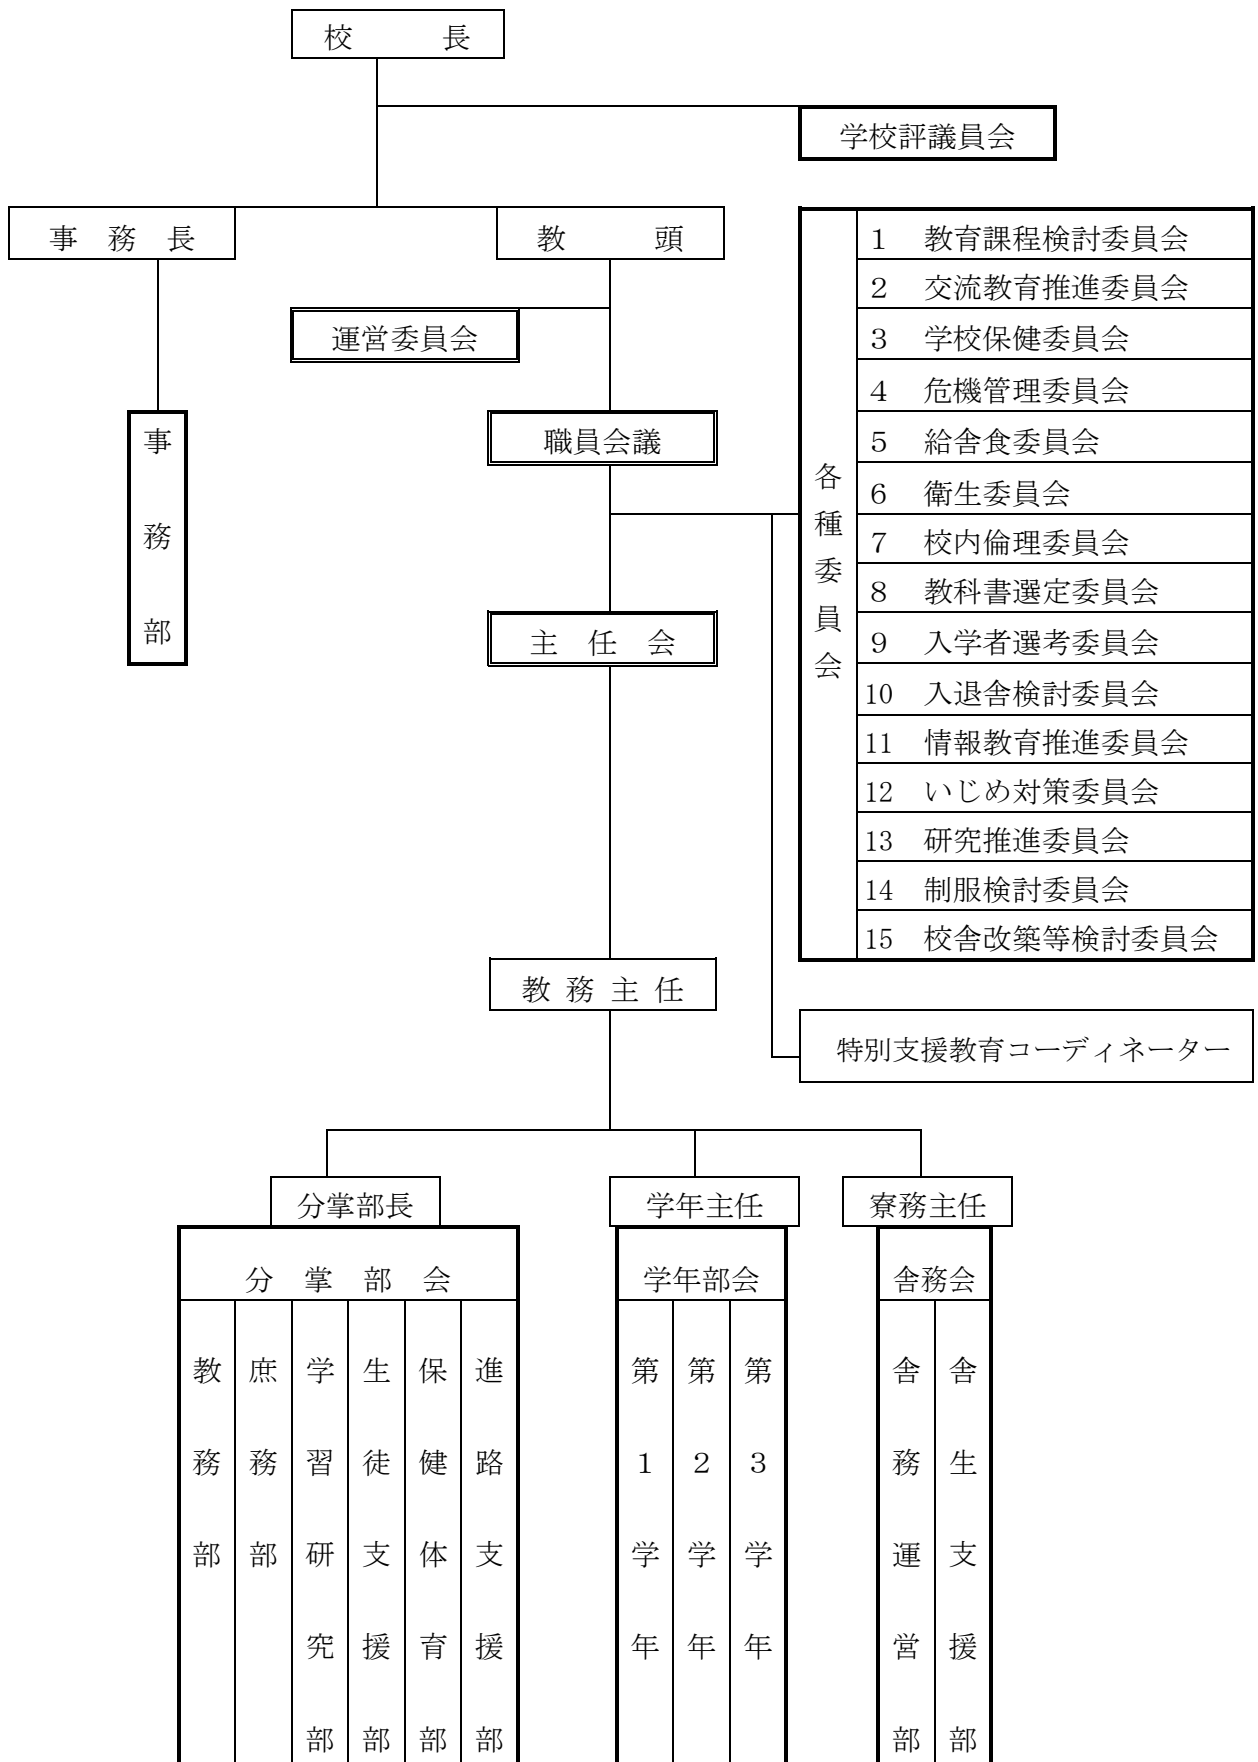 校　　　長
学校評議員会
事　務　長
教　　　頭
運営委員会
職員会議
主　任　会
事務部
各種委員会
1　教育課程検討委員会
2　交流教育推進委員会
3　学校保健委員会
4　危機管理委員会
5　給舎食委員会
6　衛生委員会
7　校内倫理委員会
8　教科書選定委員会
9　入学者選考委員会
10　入退舎検討委員会
11　情報教育推進委員会
12　いじめ対策委員会
13　研究推進委員会
14　制服検討委員会
15　校舎改築等検討委員会
教 務 主 任
特別支援教育コーディネーター
分掌部長
学年主任
寮務主任
分　掌　部　会
学年部会
舎務会
教務部
庶務部
学習研究部
生徒支援部
保健体育部
進路支援部
第１学年
第２学年
第３学年
舎務運営部
舎生支援部